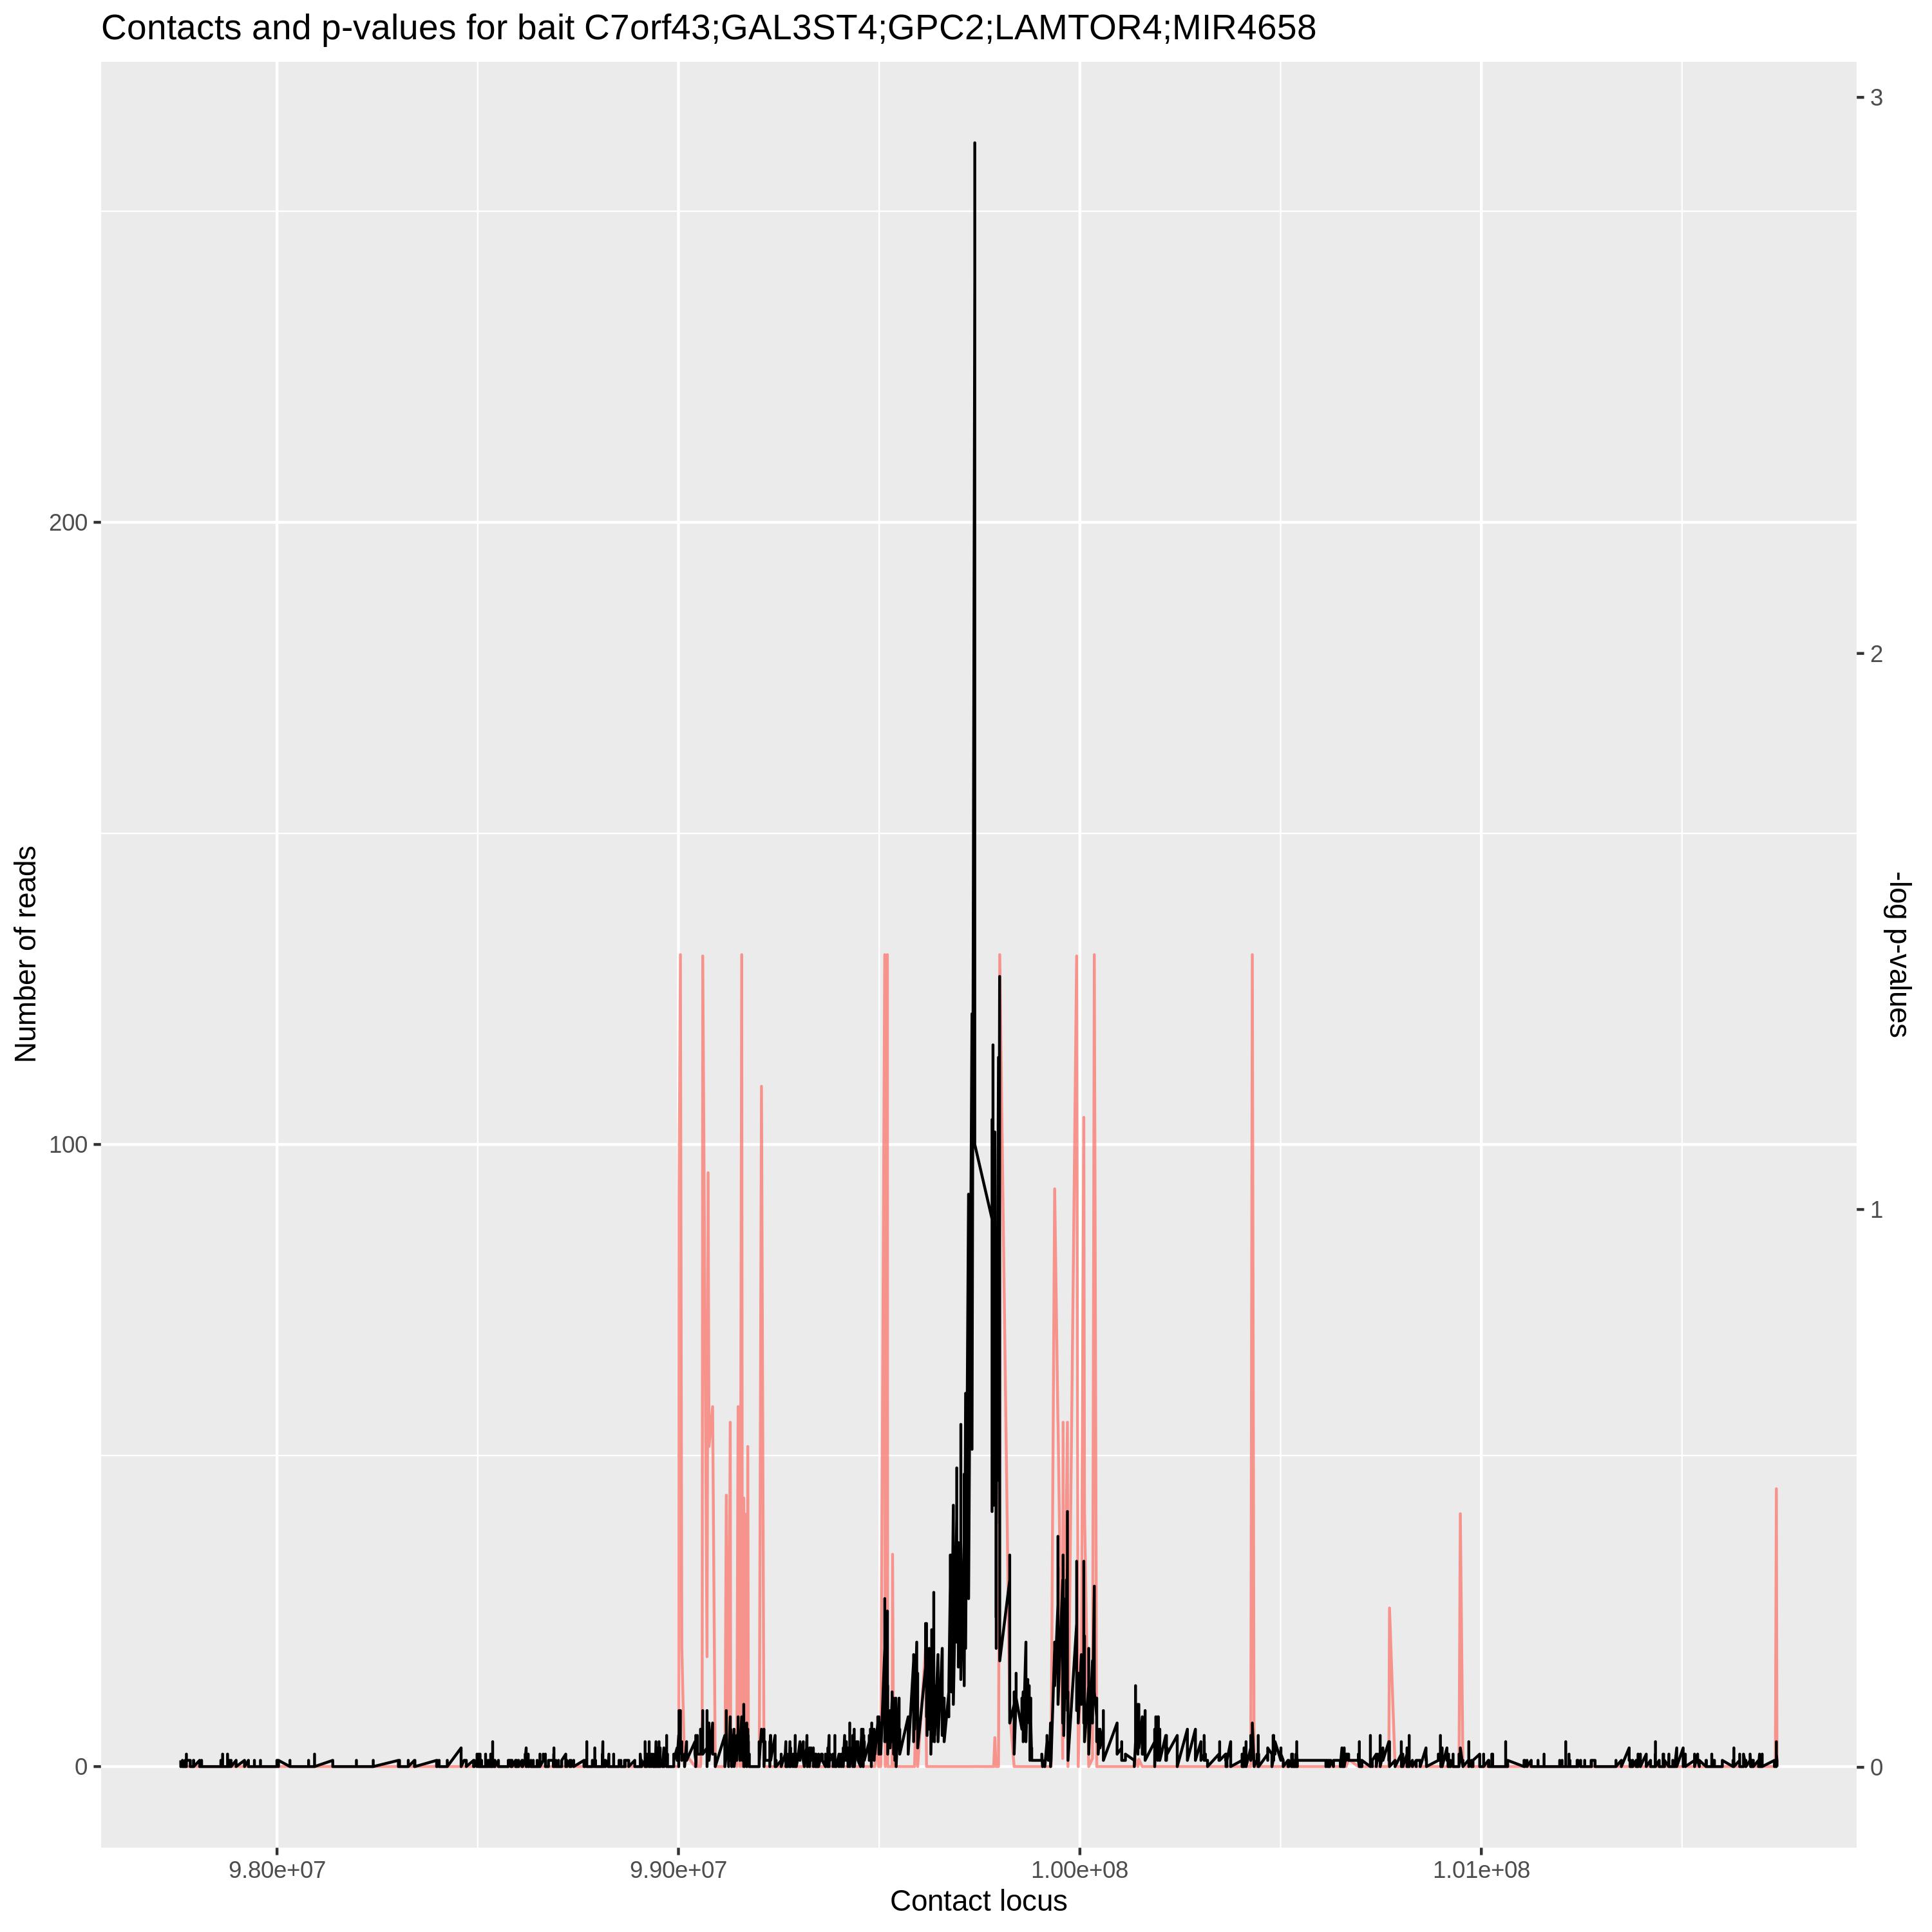 Contacts and p-values for bait C7orf43;GAL3ST4;GPC2;LAMTOR4;MIR4658
3
2
1
0
200
100
0
Number of reads
-log p-values
9.80e+07
9.90e+07
1.00e+08
1.01e+08
Contact locus